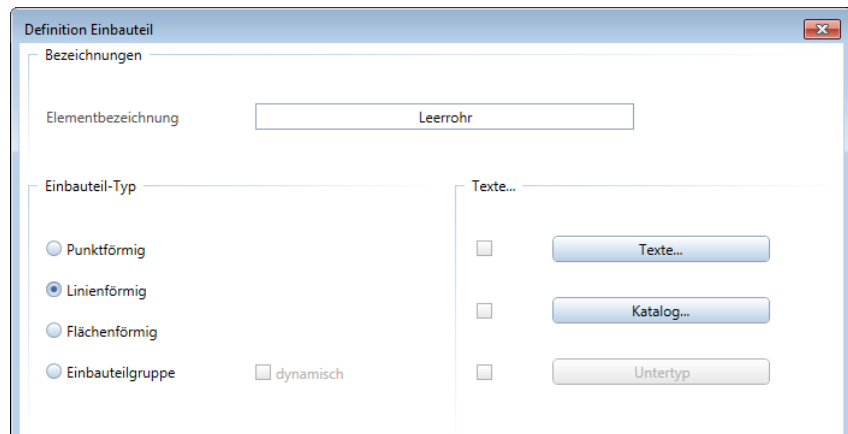 Definition Einbauteil
Bezeichnungen
Elementbezeichnung Leerrohr
Einbauteil-Typ
Punktförmig
Linienförmig
Flächenförmig
Einbauteilgruppe dynamisch
Texte...
Texte...
Katalog...
Untertyp